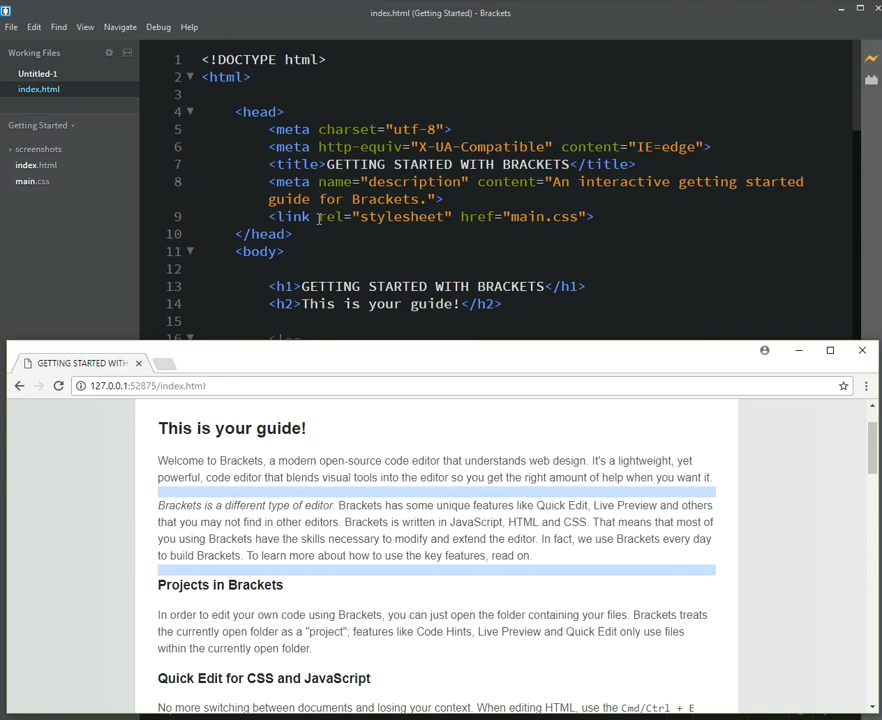 index.html (Getting Started) - Brackets
File Edit Find View Navigate Debug Help
Working Files
Untitled-1
index.html
Getting Started
screenshots
index.html
main.css
1 <!DOCTYPE html>
2 <html>
3
4 <head>
5 <meta charset="utf-8">
6 <meta http-equiv="X-UA-Compatible" content="IE=edge">
7 <title>GETTING STARTED WITH BRACKETS</title>
8 <meta name="description" content="An interactive getting started
guide for Brackets.">
9 <link rel="stylesheet" href="main.css">
10 </head>
11 <body>
12
13 <h1>GETTING STARTED WITH BRACKETS</h1>
14 <h2>This is your guide!</h2>
15
16 <!--
GETTING STARTED WITH
127.0.0.1:52875/index.html
This is your guide!
Welcome to Brackets, a modern open-source code editor that understands web design. It's a lightweight, yet
powerful, code editor that blends visual tools into the editor so you get the right amount of help when you want it.
Brackets is a different type of editor. Brackets has some unique features like Quick Edit, Live Preview and others
that you may not find in other editors. Brackets is written in JavaScript, HTML and CSS. That means that most of
you using Brackets have the skills necessary to modify and extend the editor. In fact, we use Brackets every day
to build Brackets. To learn more about how to use the key features, read on.
Projects in Brackets
In order to edit your own code using Brackets, you can just open the folder containing your files. Brackets treats
the currently open folder as a "project"; features like Code Hints, Live Preview and Quick Edit only use files
within the currently open folder.
Quick Edit for CSS and JavaScript
No more switching between documents and losing your context. When editing HTML, use the Cmd/Ctrl + E